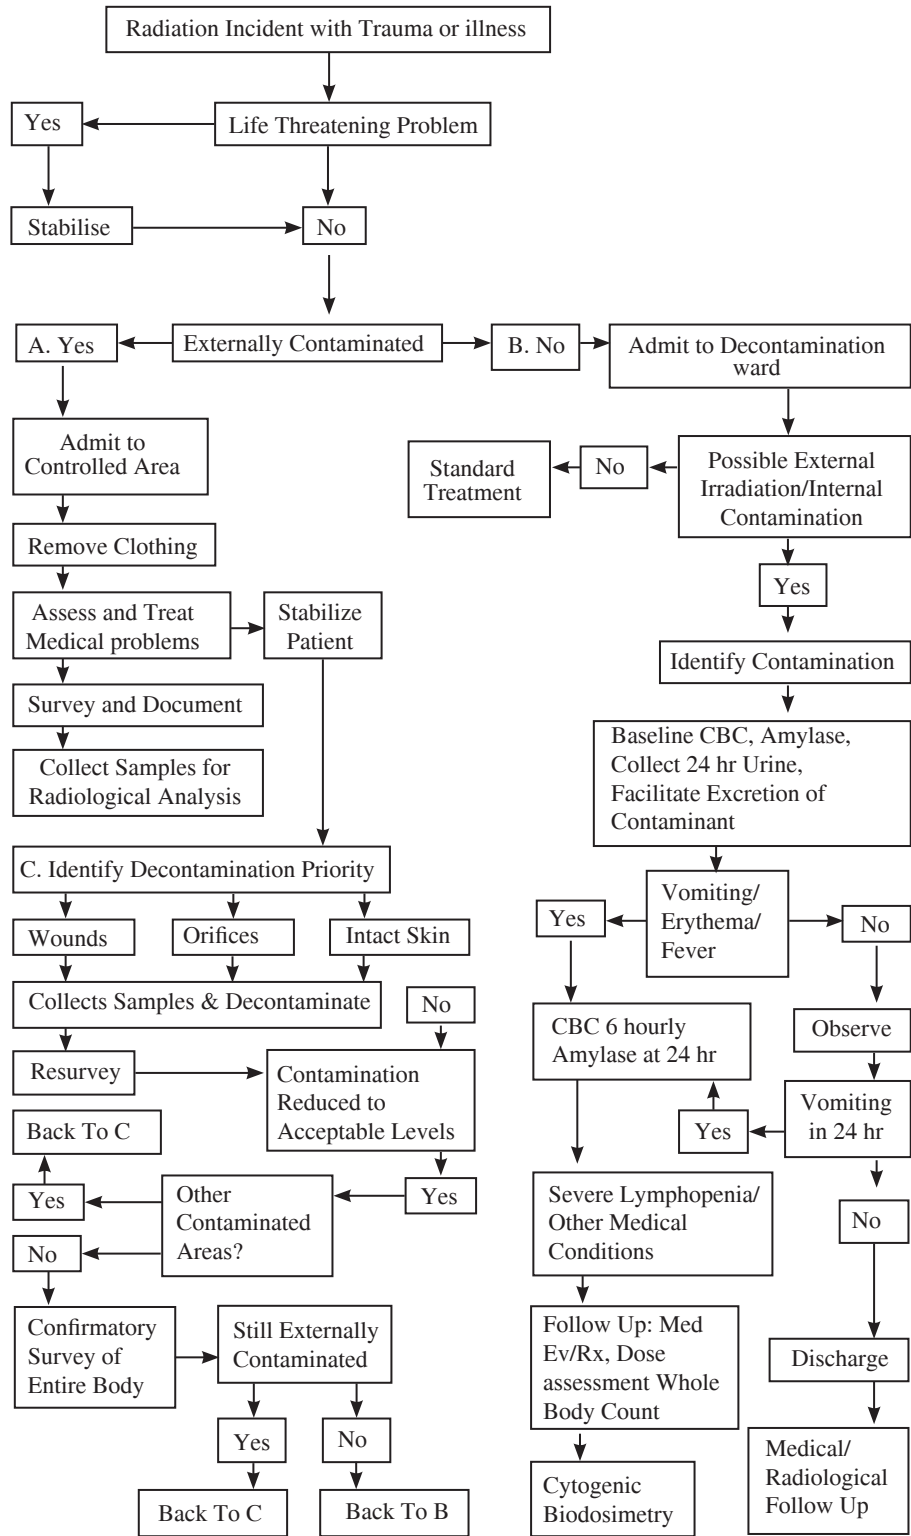 Radiation Incident with Trauma or illness
Yes
Life Threatening Problem
Stabilise
No
A. Yes
Externally Contaminated
B. No
Admit to Decontamination
ward
Admit to
Controlled Area
Standard
Treatment
No
Possible External
Irradiation/Internal
Contamination
Remove Clothing
Yes
Assess and Treat
Medical problems
Stabilize
Patient
Identify Contamination
Survey and Document
Collect Samples for
Radiological Analysis
Baseline CBC, Amylase,
Collect 24 hr Urine,
Facilitate Excretion of
Contaminant
C. Identify Decontamination Priority
Wounds
Orifices
Intact Skin
Yes
Vomiting/
Erythema/
Fever
No
Collects Samples & Decontaminate
No
CBC 6 hourly
Amylase at 24 hr
Observe
Resurvey
Contamination
Reduced to
Acceptable Levels
Back To C
Yes
Vomiting
in 24 hr
Yes
Other
Contaminated
Areas?
Yes
Severe Lymphopenia/
Other Medical
Conditions
No
No
Confirmatory
Survey of
Entire Body
Still Externally
Contaminated
Follow Up: Med
Ev/Rx, Dose
assessment Whole
Body Count
Discharge
Yes
No
Back To C
Back To B
Cytogenic
Biodosimetry
Medical/
Radiological
Follow Up